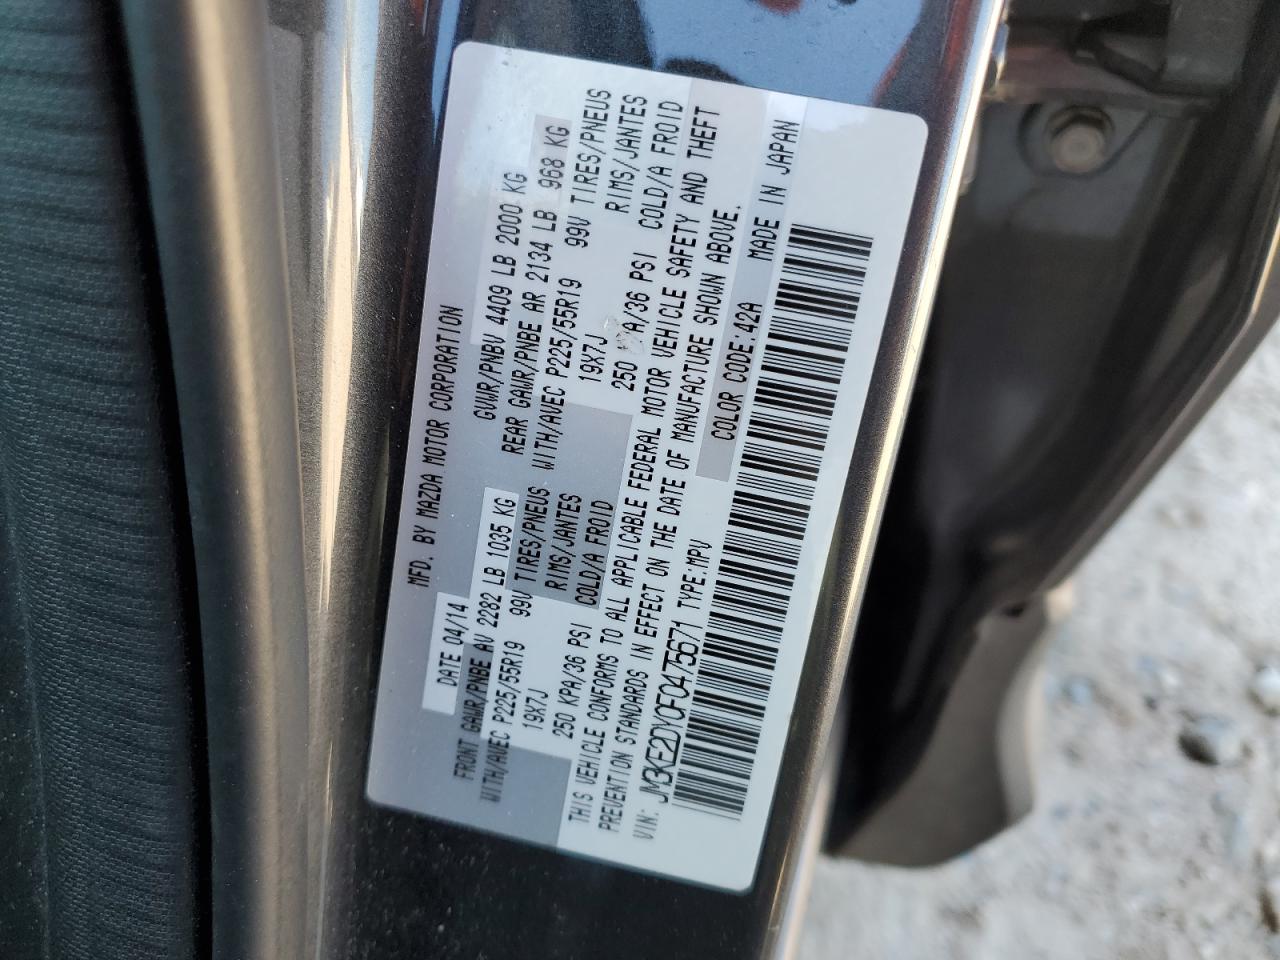 MFD. BY MAZDA MOTOR CORPORATION
DATE 04/14 GVWR/PNBV 4409 LB 2000 KG
FRONT GAWR/PNBE AV 2282 LB 1035 KG REAR GAWR/PNBE AR 2134 LB 968 KG
WITH/AVEC P225/55R19 99V TIRES/PNEUS WITH/AVEC P225/55R19 99V TIRES/PNEUS
19X7J RIMS/JANTES 19X7J RIMS/JANTES
250 KPA/36 PSI COLD/A FROID 250 KPA/36 PSI COLD/A FROID
THIS VEHICLE CONFORMS TO ALL APPLICABLE FEDERAL MOTOR VEHICLE SAFETY AND THEFT
PREVENTION STANDARDS IN EFFECT ON THE DATE OF MANUFACTURE SHOWN ABOVE.
VIN: JM3KE2DY0F0475671 TYPE:MPV COLOR CODE:42A MADE IN JAPAN